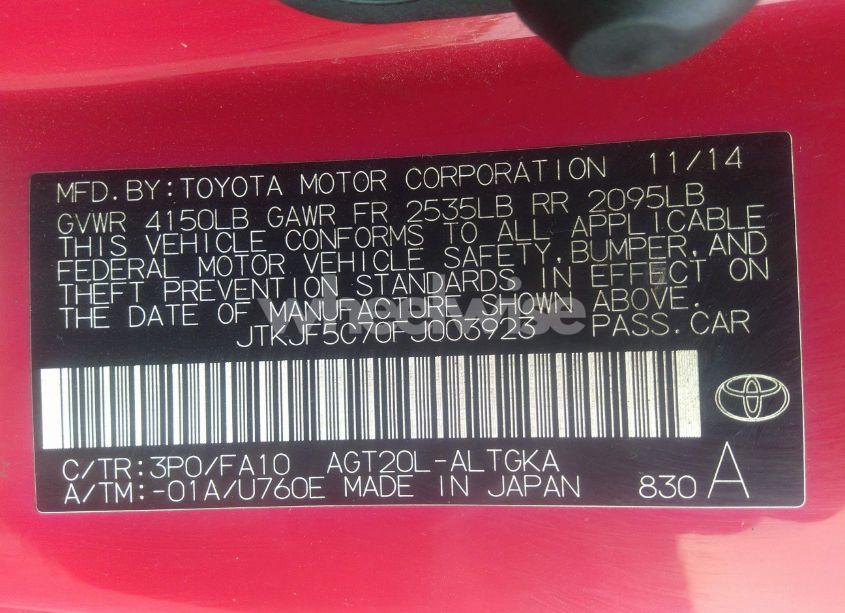 MFD.BY:TOYOTA MOTOR CORPORATION 11/14
GVWR 4150LB GAWR FR 2535LB RR 2095LB
THIS VEHICLE CONFORMS TO ALL APPLICABLE
FEDERAL MOTOR VEHICLE SAFETY,BUMPER,AND
THEFT PREVENTION STANDARDS IN EFFECT ON
THE DATE OF MANUFACTURE SHOWN ABOVE.
wheelwise
JTKJF5C70FJ003923 PASS.CAR
C/TR:3P0/FA10 AGT20L-ALTGKA
A/TM:-01A/U760E MADE IN JAPAN 830 A